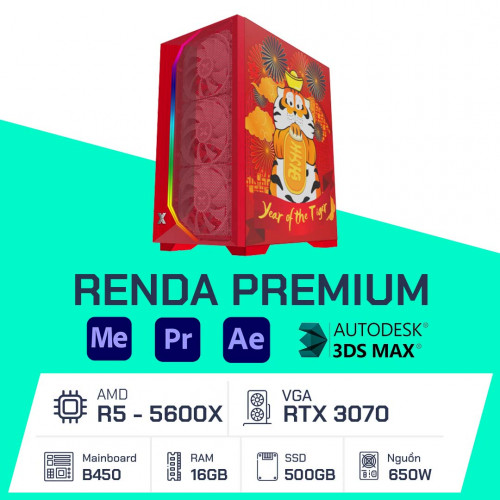 X
Year of the Tiger
RENDA PREMIUM
Me Pr Ae AUTODESK®
3DS MAX®
AMD
R5 - 5600X
VGA
RTX 3070
Mainboard
B450
RAM
16GB
SSD
500GB
Nguồn
650W